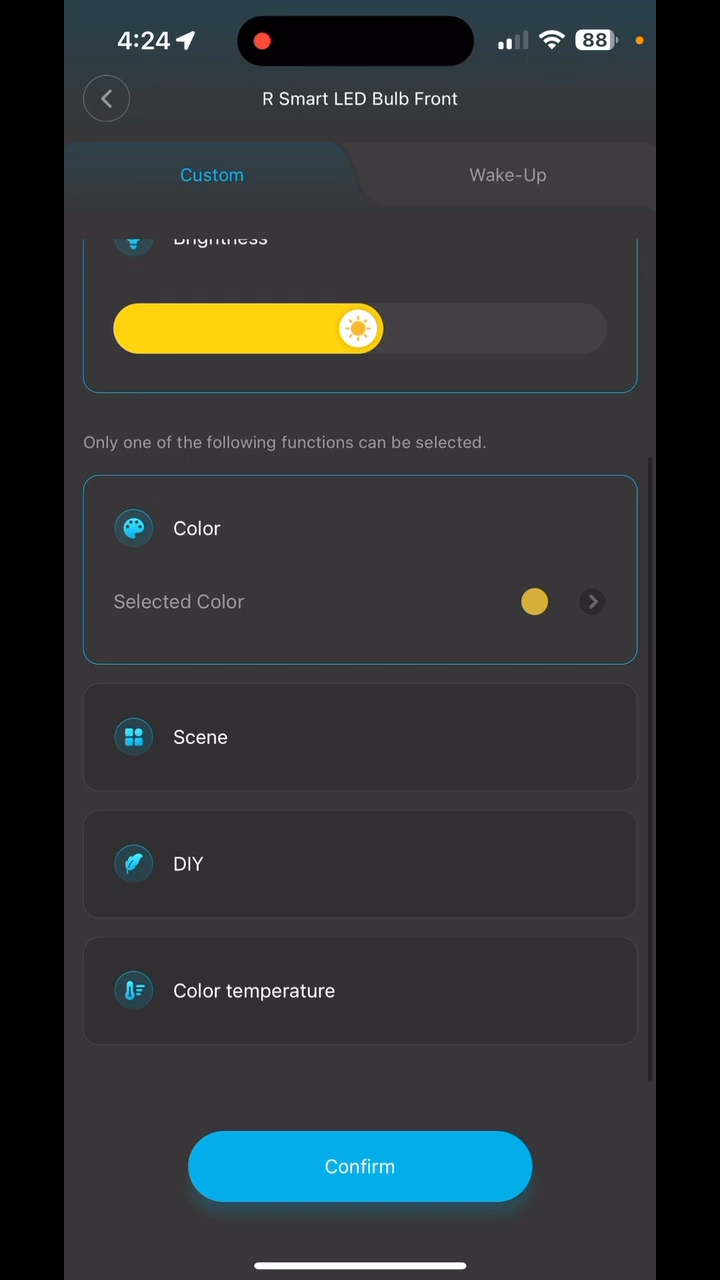 4:24
88
R Smart LED Bulb Front
Custom
Wake-Up
Brightness
Only one of the following functions can be selected.
Color
Selected Color
Scene
DIY
Color temperature
Confirm